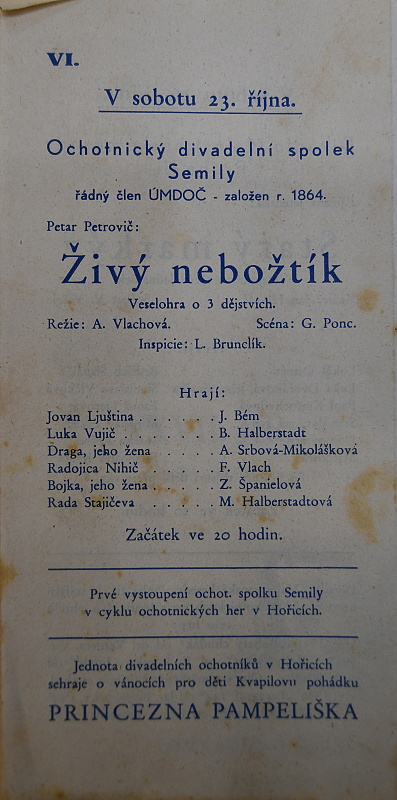 VI.
V sobotu 23. října.
Ochotnický divadelní spolek
Semily
řádný člen ÚMDOČ - založen r. 1864.
Petar Petrovič:
Živý nebožtík
Veselohra o 3 dějstvích.
Režie: A. Vlachová. Scéna: G. Ponc.
Inspicie: L. Brunclík.
Hrají:
Jovan Ljuština . . . . . . J. Bém
Luka Vujič . . . . . . . B. Halberstadt
Draga, jeho žena . . . . A. Srbová-Mikolášková
Radojica Nihič . . . . . F. Vlach
Bojka, jeho žena . . . . Z. Španielová
Rada Stajičeva . . . . . M. Halberstadtová
Začátek ve 20 hodin.
Prvé vystoupení ochot. spolku Semily
v cyklu ochotnických her v Hořicích.
Jednota divadelních ochotníků v Hořicích
sehraje o vánocích pro děti Kvapilovu pohádku
PRINCEZNA PAMPELIŠKA